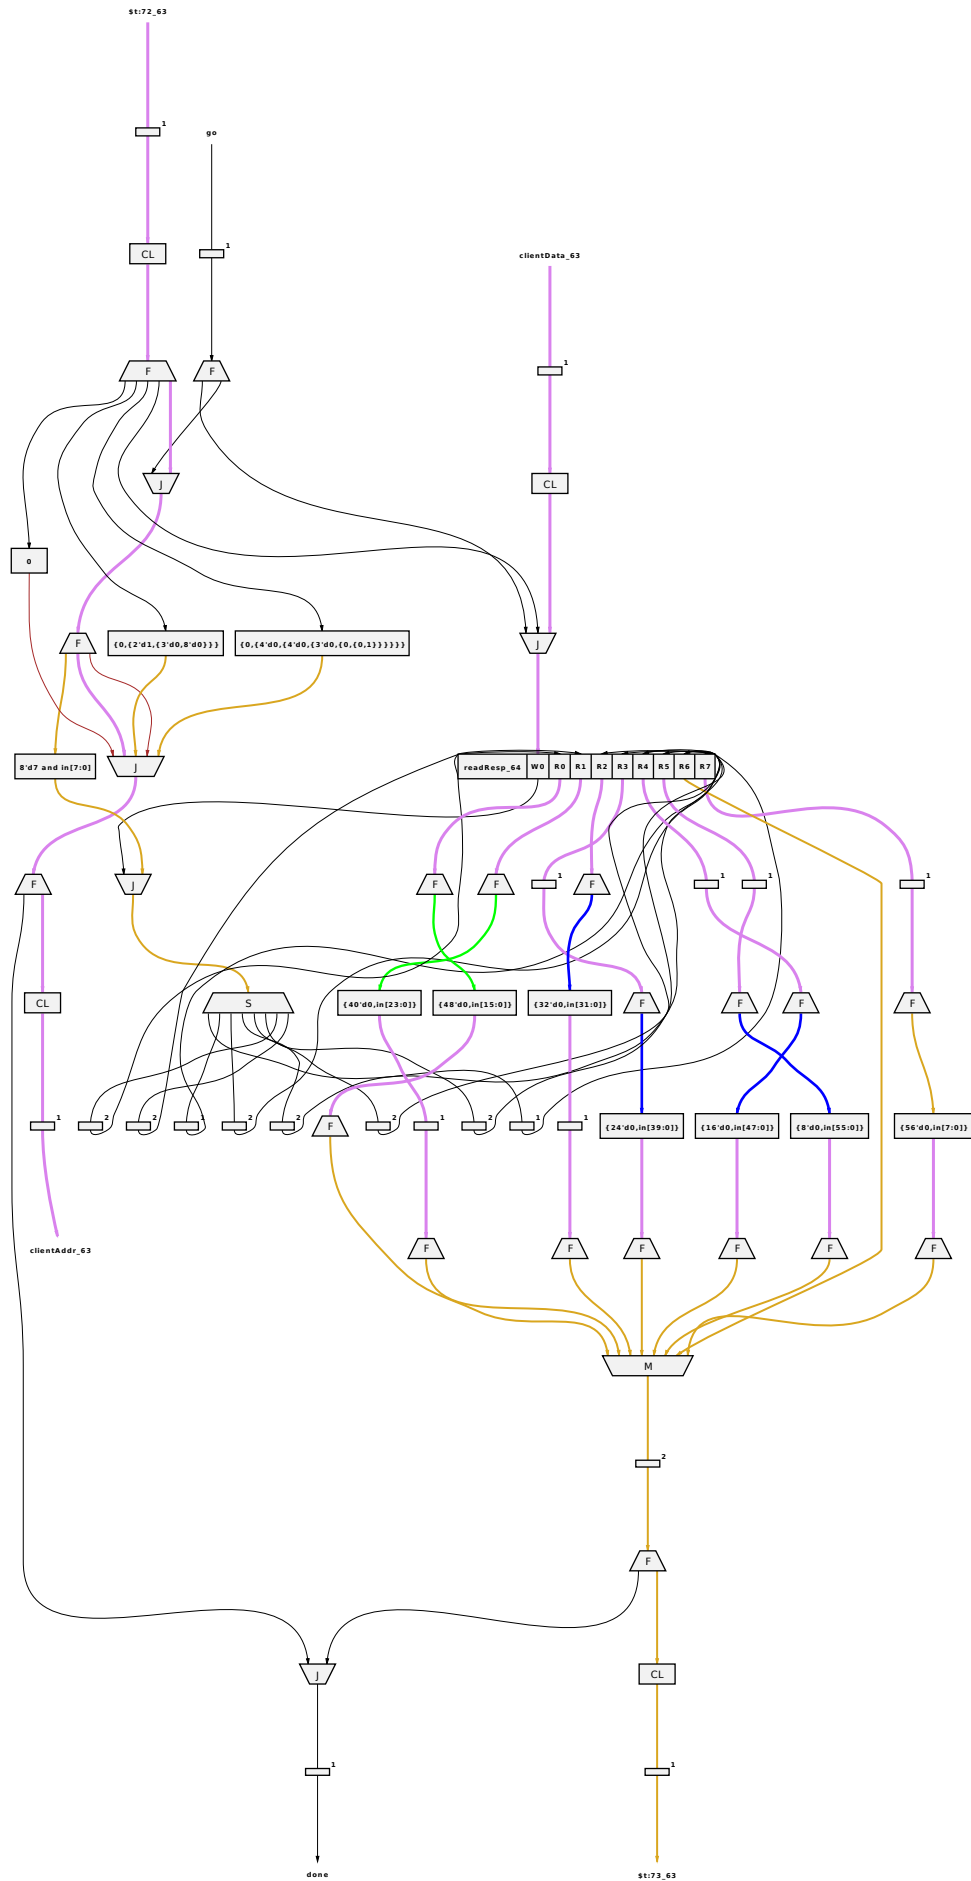 $t:72_63
1
go
1
CL
clientData_63
1
F
F
CL
J
0
F
{0,{2'd1,{3'd0,8'd0}}}
{0,{4'd0,{4'd0,{3'd0,{0,{0,1}}}}}}
J
8'd7 and in[7:0]
J
readResp_64 W0 R0 R1 R2 R3 R4 R5 R6 R7
F
J
F
F
1
F
1
1
1
CL
S
{40'd0,in[23:0]}
{48'd0,in[15:0]}
{32'd0,in[31:0]}
F
F
F
F
1
2
2
1
2
2
F
2
1
2
1
1
{24'd0,in[39:0]}
{16'd0,in[47:0]}
{8'd0,in[55:0]}
{56'd0,in[7:0]}
clientAddr_63
F
F
F
F
F
F
M
2
F
J
CL
1
1
done
$t:73_63